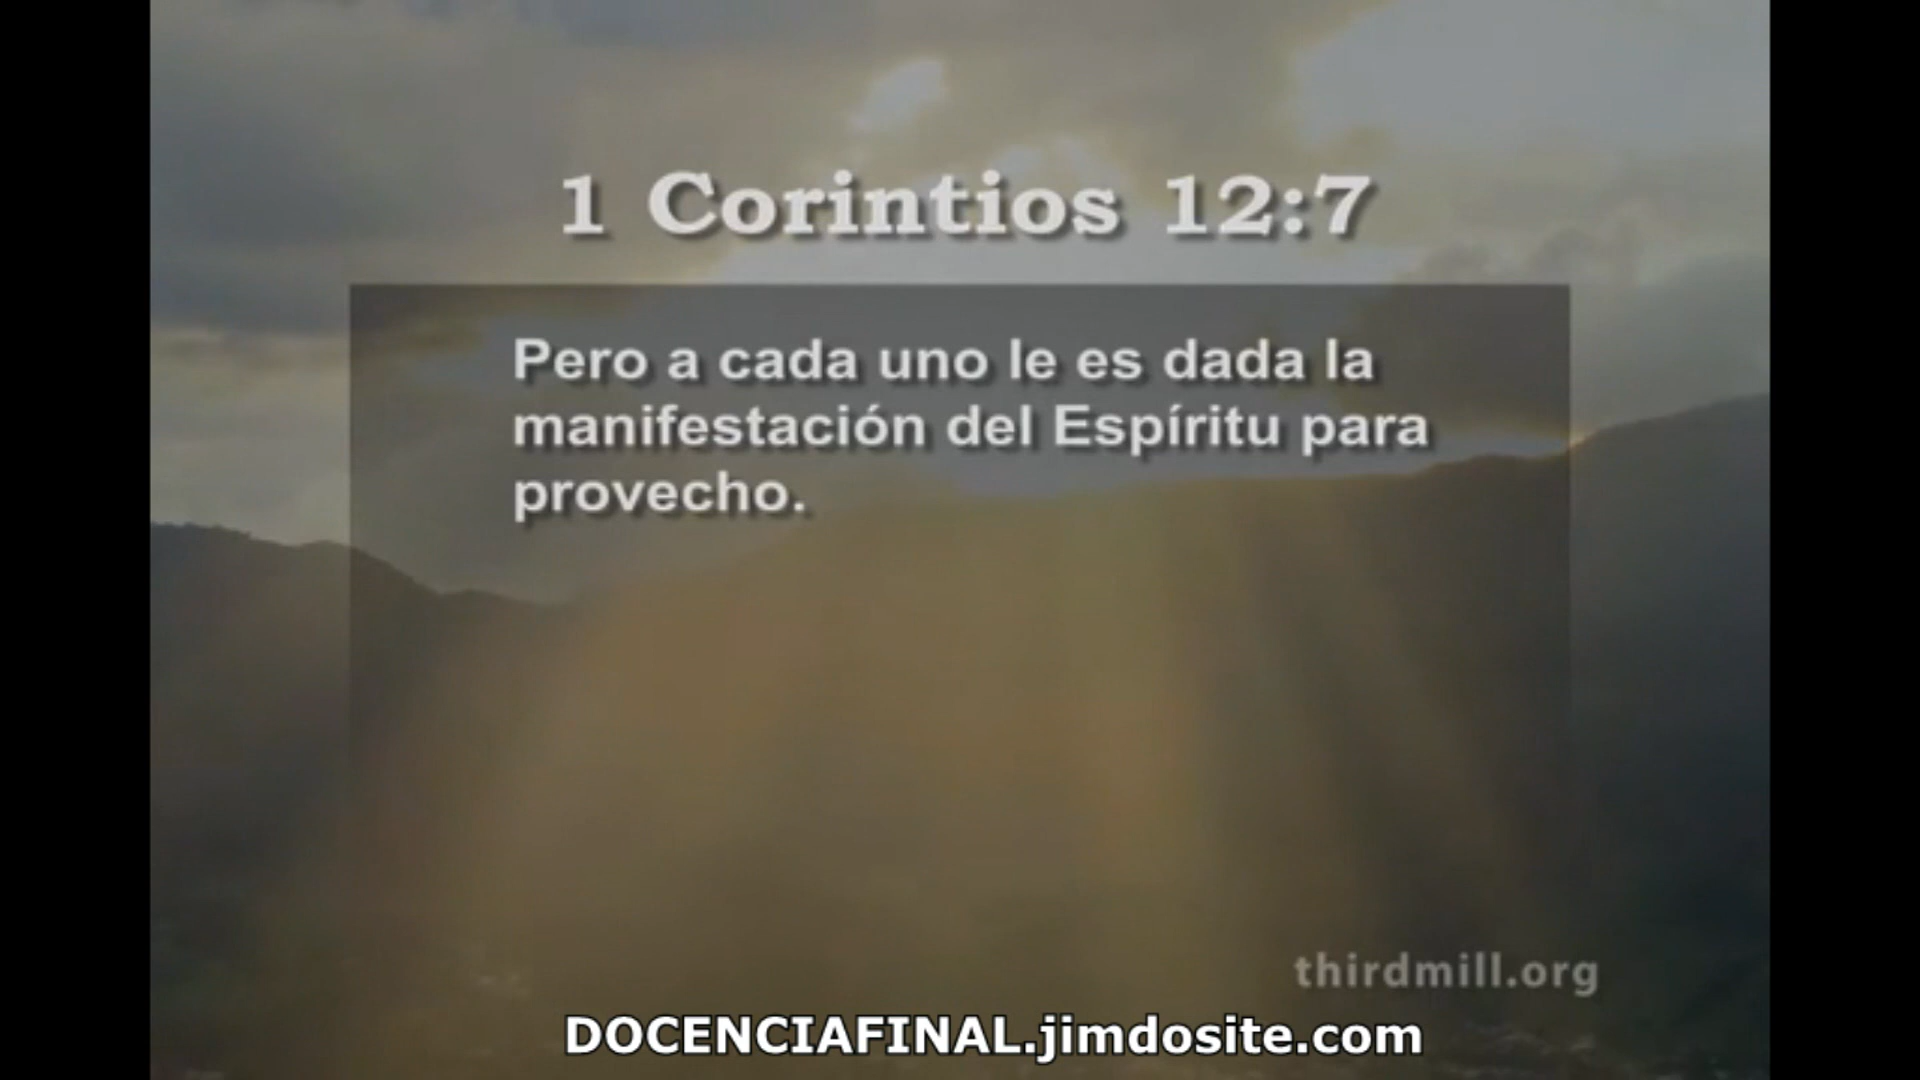 1 Corintios 12:7
Pero a cada uno le es dada la
manifestación del Espíritu para
provecho.
thirdmill.org
DOCENCIAFINAL.jimdosite.com